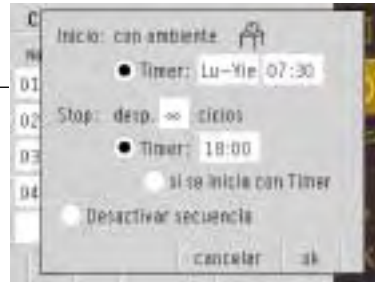 Inicio: con ambiente
Timer: Lu-Vie 07:30
Stop: desp. ∞ ciclos
Timer: 18:00
si se inicia con Timer
Desactivar secuencia
cancelar ok
01
02
03
04